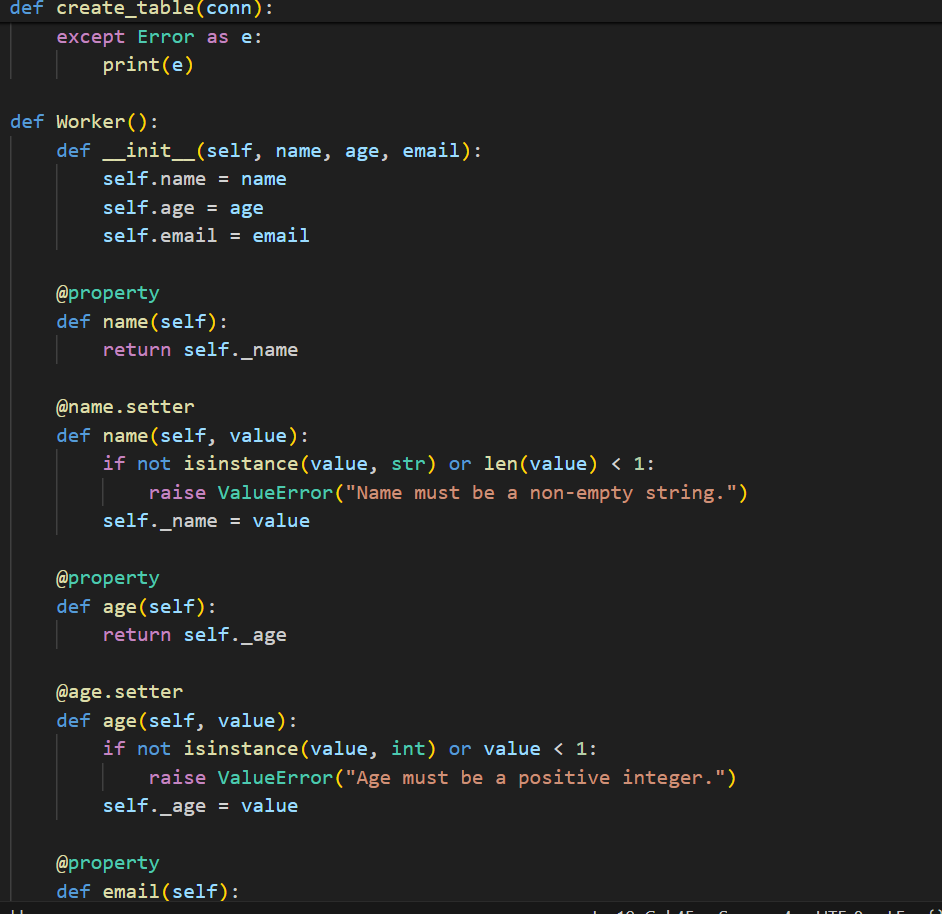 def create_table(conn):
    except Error as e:
        print(e)

def Worker():
    def __init__(self, name, age, email):
        self.name = name
        self.age = age
        self.email = email

    @property
    def name(self):
        return self._name

    @name.setter
    def name(self, value):
        if not isinstance(value, str) or len(value) < 1:
            raise ValueError("Name must be a non-empty string.")
        self._name = value

    @property
    def age(self):
        return self._age

    @age.setter
    def age(self, value):
        if not isinstance(value, int) or value < 1:
            raise ValueError("Age must be a positive integer.")
        self._age = value

    @property
    def email(self):